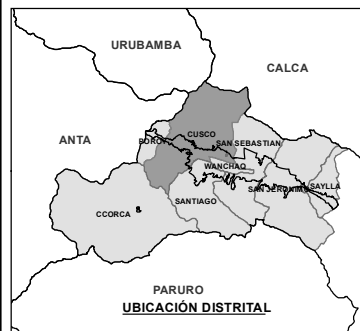 URUBAMBA
CALCA
ANTA
CUSCO
POROY
SAN SEBASTIAN
WANCHAQ
SAN JERONIMO
SAYLLA
CCORCA
SANTIAGO
PARURO
UBICACIÓN DISTRITAL